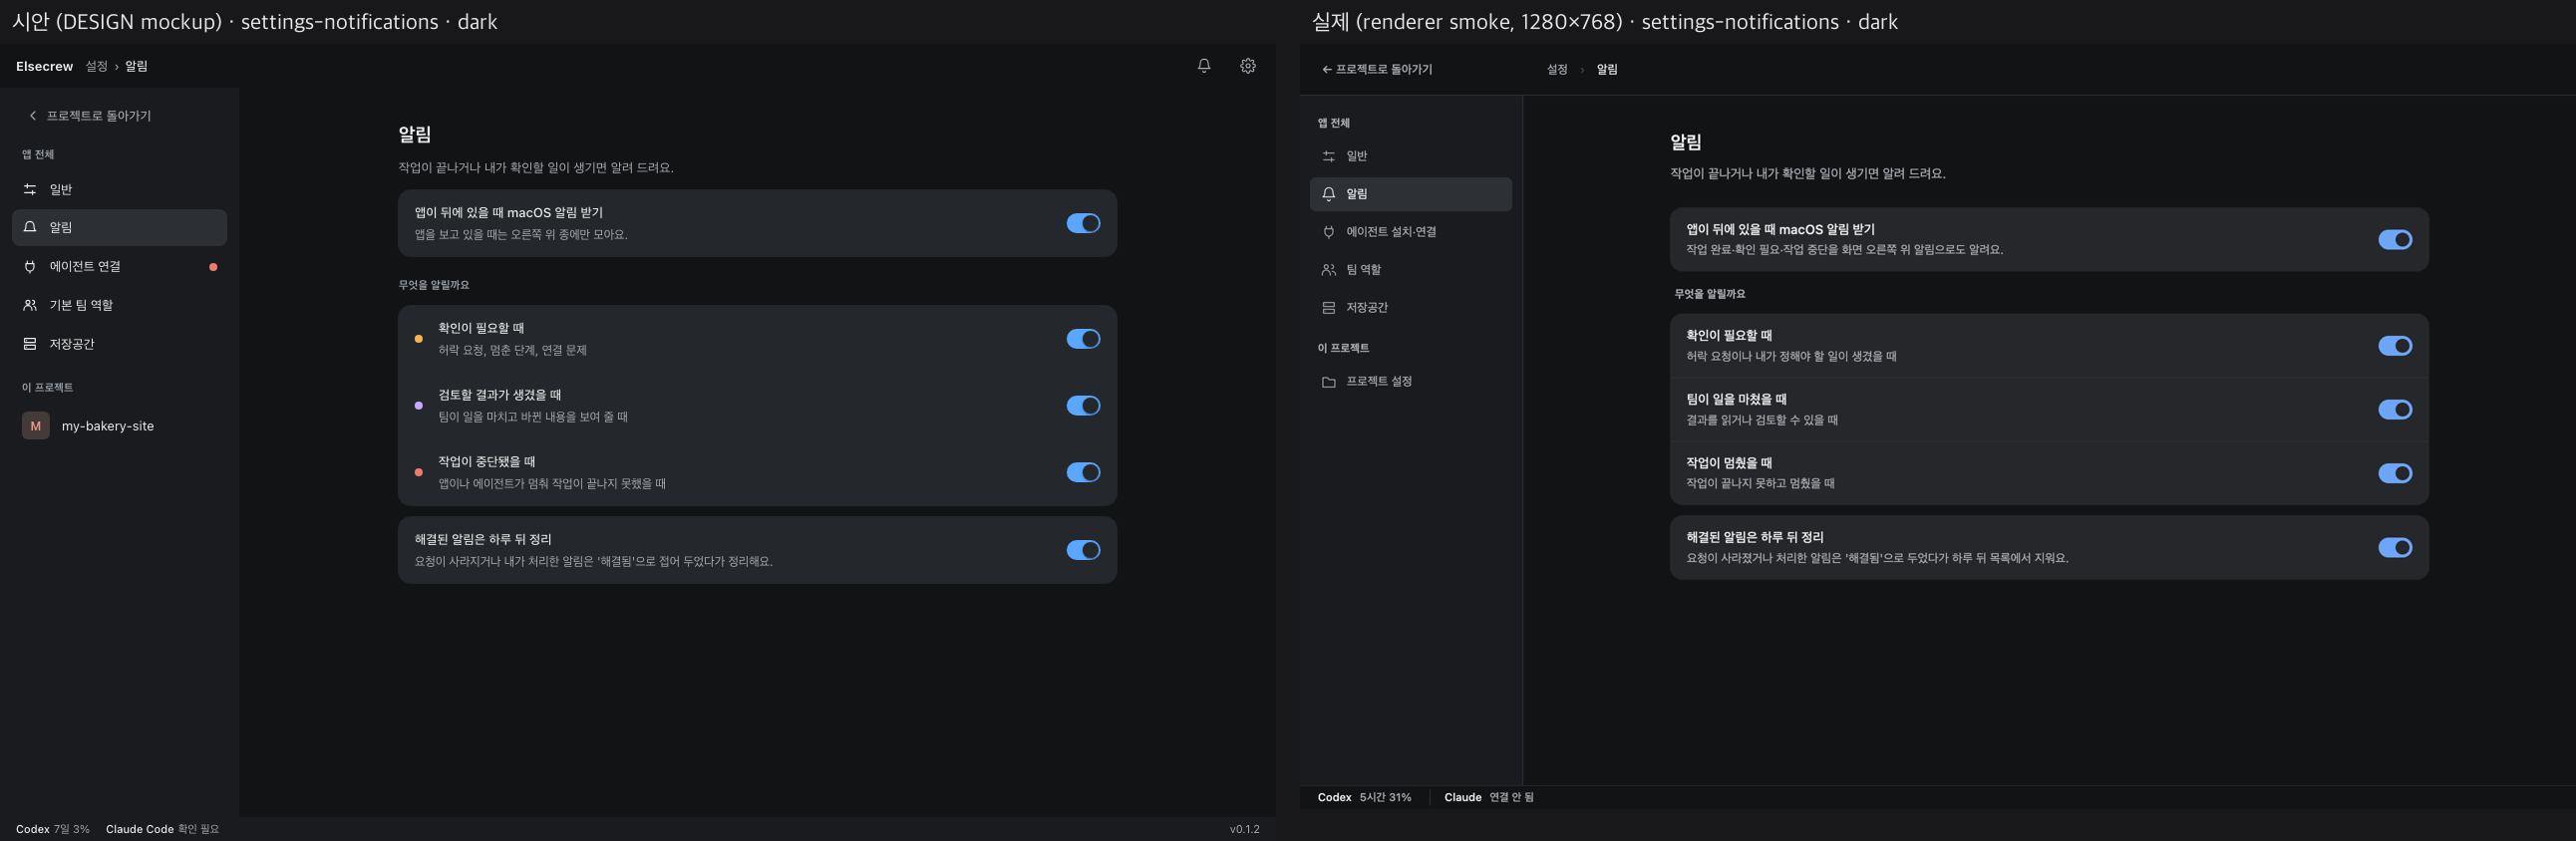 시안 (DESIGN mockup) · settings-notifications · dark
Elsecrew 설정 › 알림
프로젝트로 돌아가기
앱 전체
일반
알림
에이전트 연결
기본 팀 역할
저장공간
이 프로젝트
M my-bakery-site
알림
작업이 끝나거나 내가 확인할 일이 생기면 알려 드려요.
앱이 뒤에 있을 때 macOS 알림 받기
앱을 보고 있을 때는 오른쪽 위 종에만 모아요.
무엇을 알릴까요
확인이 필요할 때
허락 요청, 멈춘 단계, 연결 문제
검토할 결과가 생겼을 때
팀이 일을 마치고 바뀐 내용을 보여 줄 때
작업이 중단됐을 때
앱이나 에이전트가 멈춰 작업이 끝나지 못했을 때
해결된 알림은 하루 뒤 정리
요청이 사라지거나 내가 처리한 알림은 '해결됨'으로 접어 두었다가 정리해요.
Codex 7일 3% Claude Code 확인 필요
v0.1.2
실제 (renderer smoke, 1280×768) · settings-notifications · dark
← 프로젝트로 돌아가기
설정 › 알림
앱 전체
일반
알림
에이전트 설치·연결
팀 역할
저장공간
이 프로젝트
프로젝트 설정
알림
작업이 끝나거나 내가 확인할 일이 생기면 알려 드려요.
앱이 뒤에 있을 때 macOS 알림 받기
작업 완료·확인 필요·작업 중단을 화면 오른쪽 위 알림으로도 알려요.
무엇을 알릴까요
확인이 필요할 때
허락 요청이나 내가 정해야 할 일이 생겼을 때
팀이 일을 마쳤을 때
결과를 읽거나 검토할 수 있을 때
작업이 멈췄을 때
작업이 끝나지 못하고 멈췄을 때
해결된 알림은 하루 뒤 정리
요청이 사라졌거나 처리한 알림은 '해결됨'으로 두었다가 하루 뒤 목록에서 지워요.
Codex 5시간 31% Claude 연결 안 됨